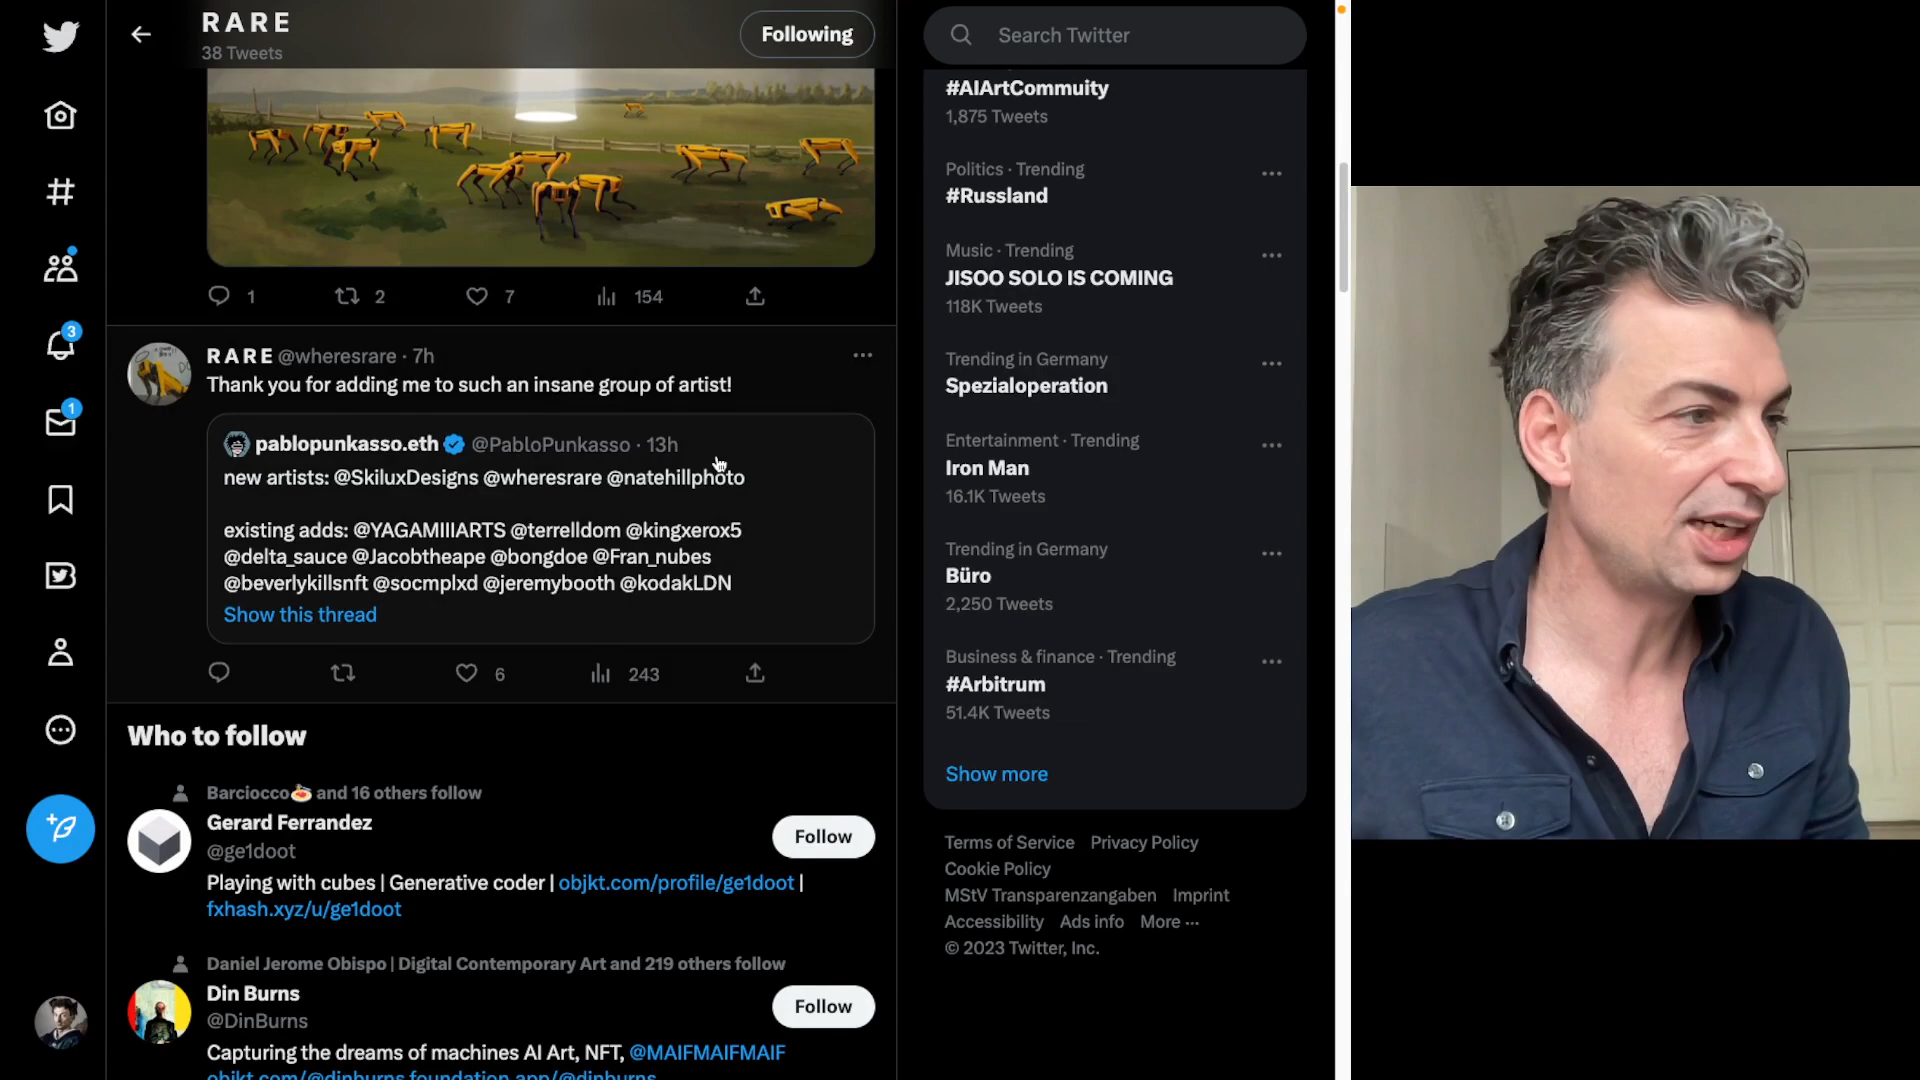 R A R E
38 Tweets
Following
1
2
7
154
R A R E @wheresrare · 7h
Thank you for adding me to such an insane group of artist!
pablopunkasso.eth @PabloPunkasso · 13h
new artists: @SkiluxDesigns @wheresrare @natehillphoto
existing adds: @YAGAMIIIARTS @terrelldom @kingxerox5
@delta_sauce @Jacobtheape @bongdoe @Fran_nubes
@beverlykillsnft @socmplxd @jeremybooth @kodakLDN
Show this thread
6
243
Who to follow
Barciocco🍝 and 16 others follow
Gerard Ferrandez
@ge1doot
Follow
Playing with cubes | Generative coder | objkt.com/profile/ge1doot |
fxhash.xyz/u/ge1doot
Daniel Jerome Obispo | Digital Contemporary Art and 219 others follow
Din Burns
@DinBurns
Follow
Capturing the dreams of machines AI Art, NFT, @MAIFMAIFMAIF
objkt.com/@dinburns foundation.app/@dinburns
3
1
Search Twitter
#AIArtCommuity
1,875 Tweets
Politics · Trending
#Russland
Music · Trending
JISOO SOLO IS COMING
118K Tweets
Trending in Germany
Spezialoperation
Entertainment · Trending
Iron Man
16.1K Tweets
Trending in Germany
Büro
2,250 Tweets
Business & finance · Trending
#Arbitrum
51.4K Tweets
Show more
Terms of Service Privacy Policy
Cookie Policy
MStV Transparenzangaben Imprint
Accessibility Ads info More ···
© 2023 Twitter, Inc.